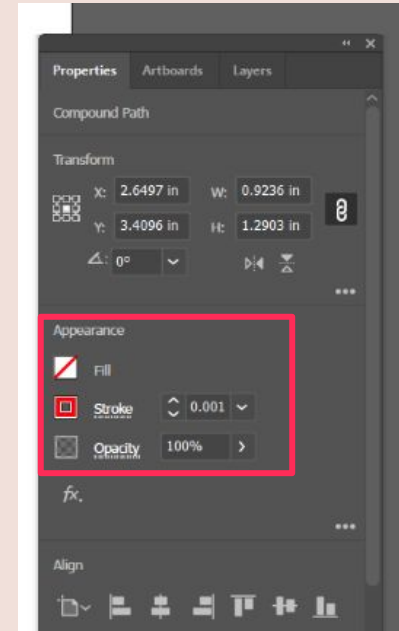 Properties Artboards Layers
Compound Path
Transform
X: 2.6497 in W: 0.9236 in
Y: 3.4096 in H: 1.2903 in
: 0°
Appearance
Fill
Stroke 0.001
Opacity 100%
fx.
Align